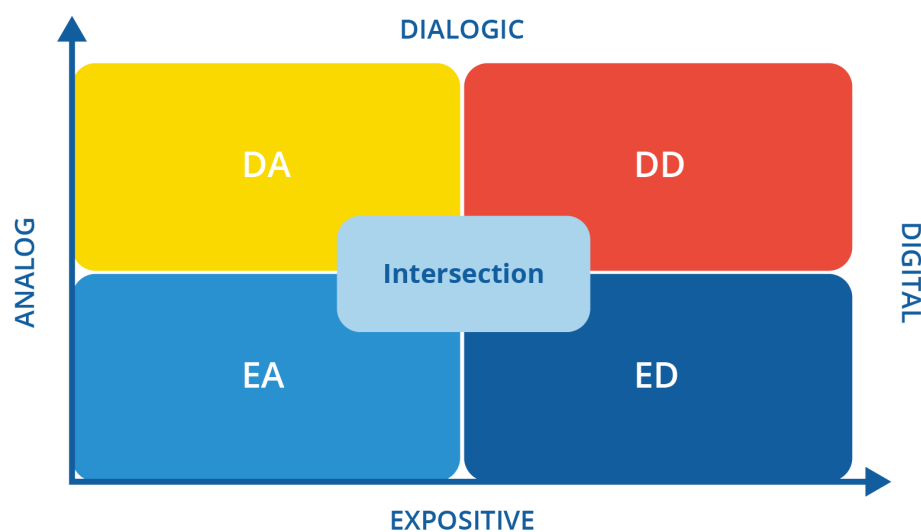 DIALOGIC
DA
DD
ANALOG
Intersection
DIGITAL
EA
ED
EXPOSITIVE